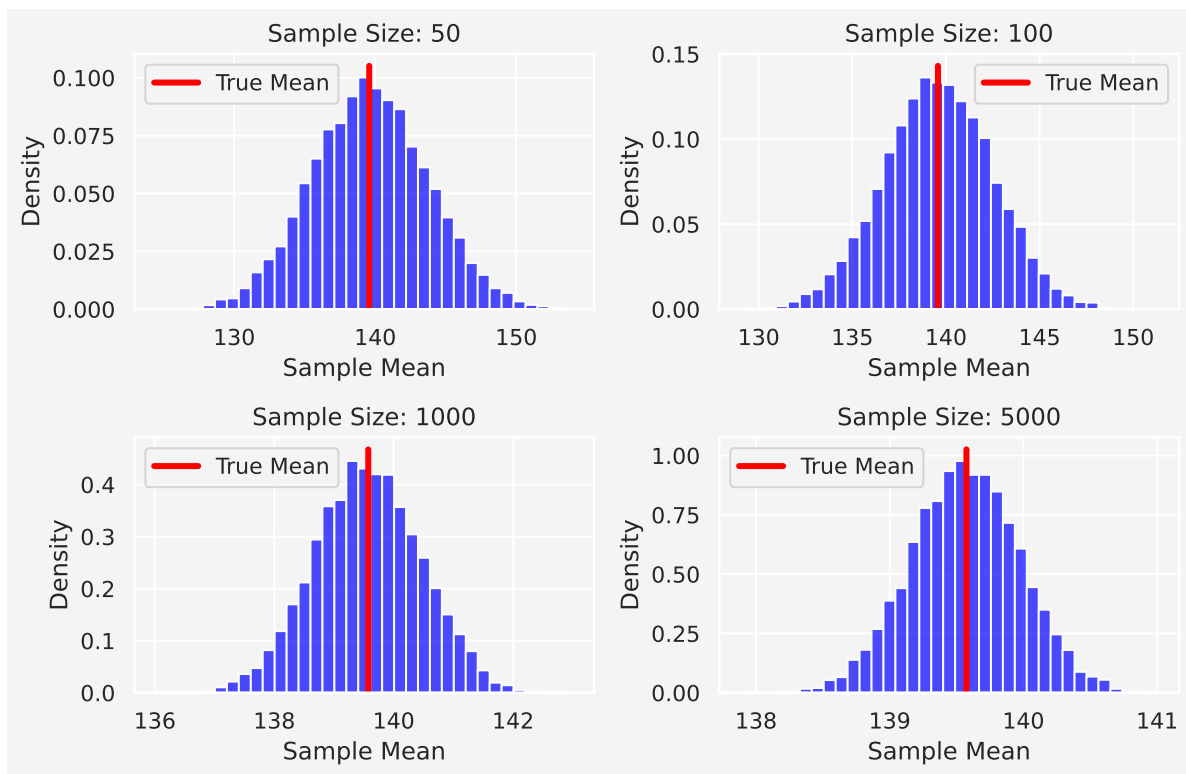 Sample Size: 50
True Mean
Density
0.100
0.075
0.050
0.025
0.000
130 140 150
Sample Mean
Sample Size: 100
True Mean
Density
0.15
0.10
0.05
0.00
130 135 140 145 150
Sample Mean
Sample Size: 1000
True Mean
Density
0.4
0.3
0.2
0.1
0.0
136 138 140 142
Sample Mean
Sample Size: 5000
True Mean
Density
1.00
0.75
0.50
0.25
0.00
138 139 140 141
Sample Mean